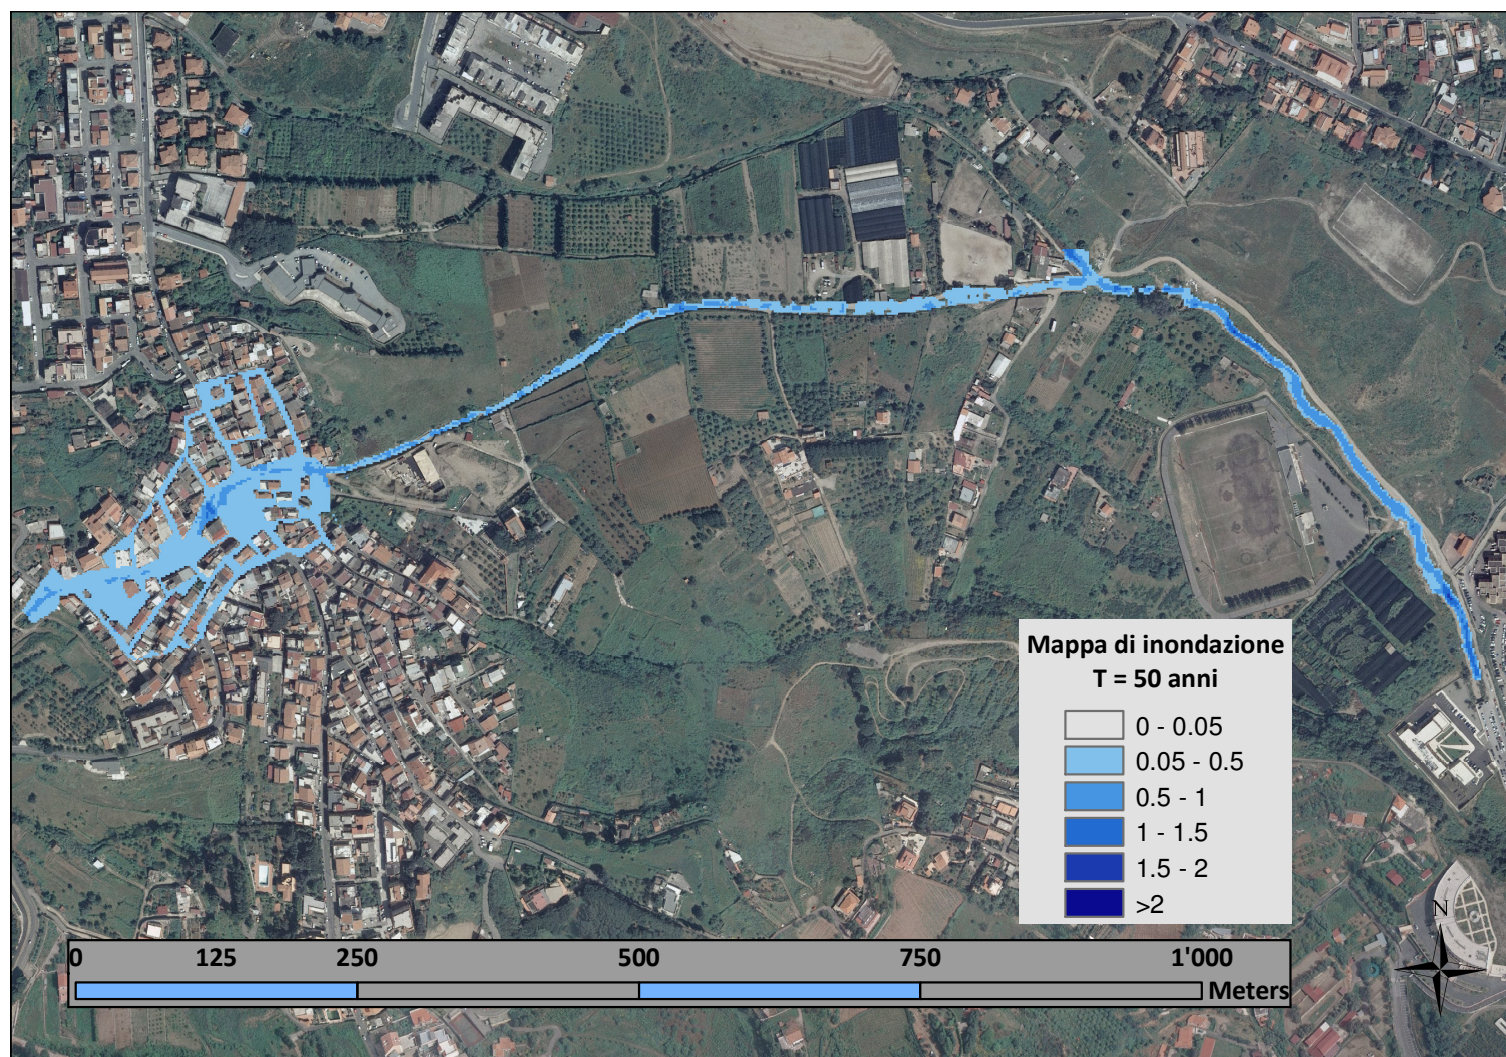 Mappa di inondazione
T = 50 anni
0 - 0.05
0.05 - 0.5
0.5 - 1
1 - 1.5
1.5 - 2
>2
N
0 125 250 500 750 1'000
Meters